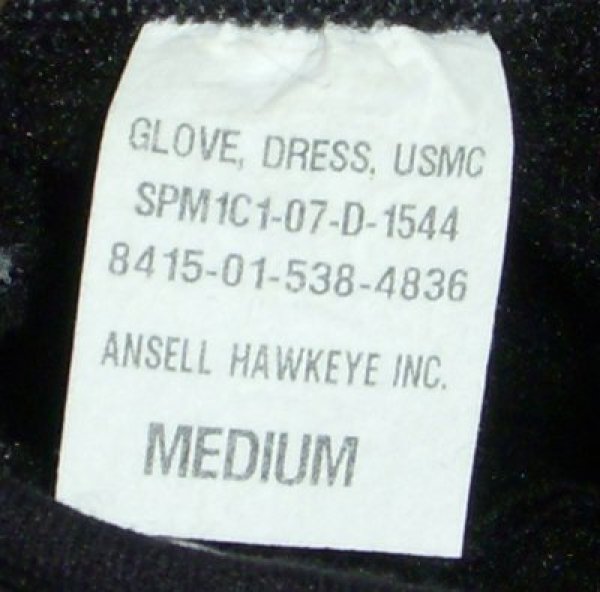 GLOVE, DRESS, USMC
SPM1C1-07-D-1544
8415-01-538-4836
ANSELL HAWKEYE INC.
MEDIUM